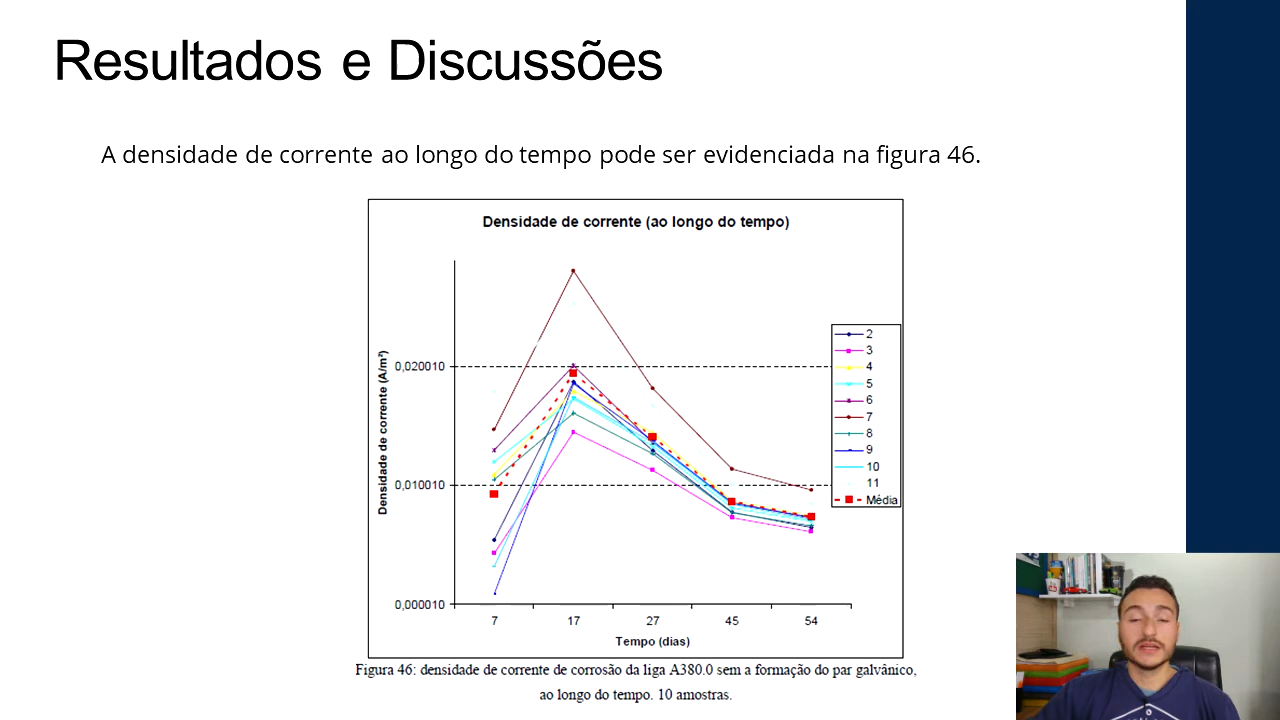 Resultados e Discussões
A densidade de corrente ao longo do tempo pode ser evidenciada na figura 46.
Densidade de corrente (ao longo do tempo)
Densidade de corrente (A/m²)
0,020010
0,010010
0,000010
7 17 27 45 54
Tempo (dias)
2
3
4
5
6
7
8
9
10
11
Média
Figura 46: densidade de corrente de corrosão da liga A380.0 sem a formação do par galvânico,
ao longo do tempo. 10 amostras.